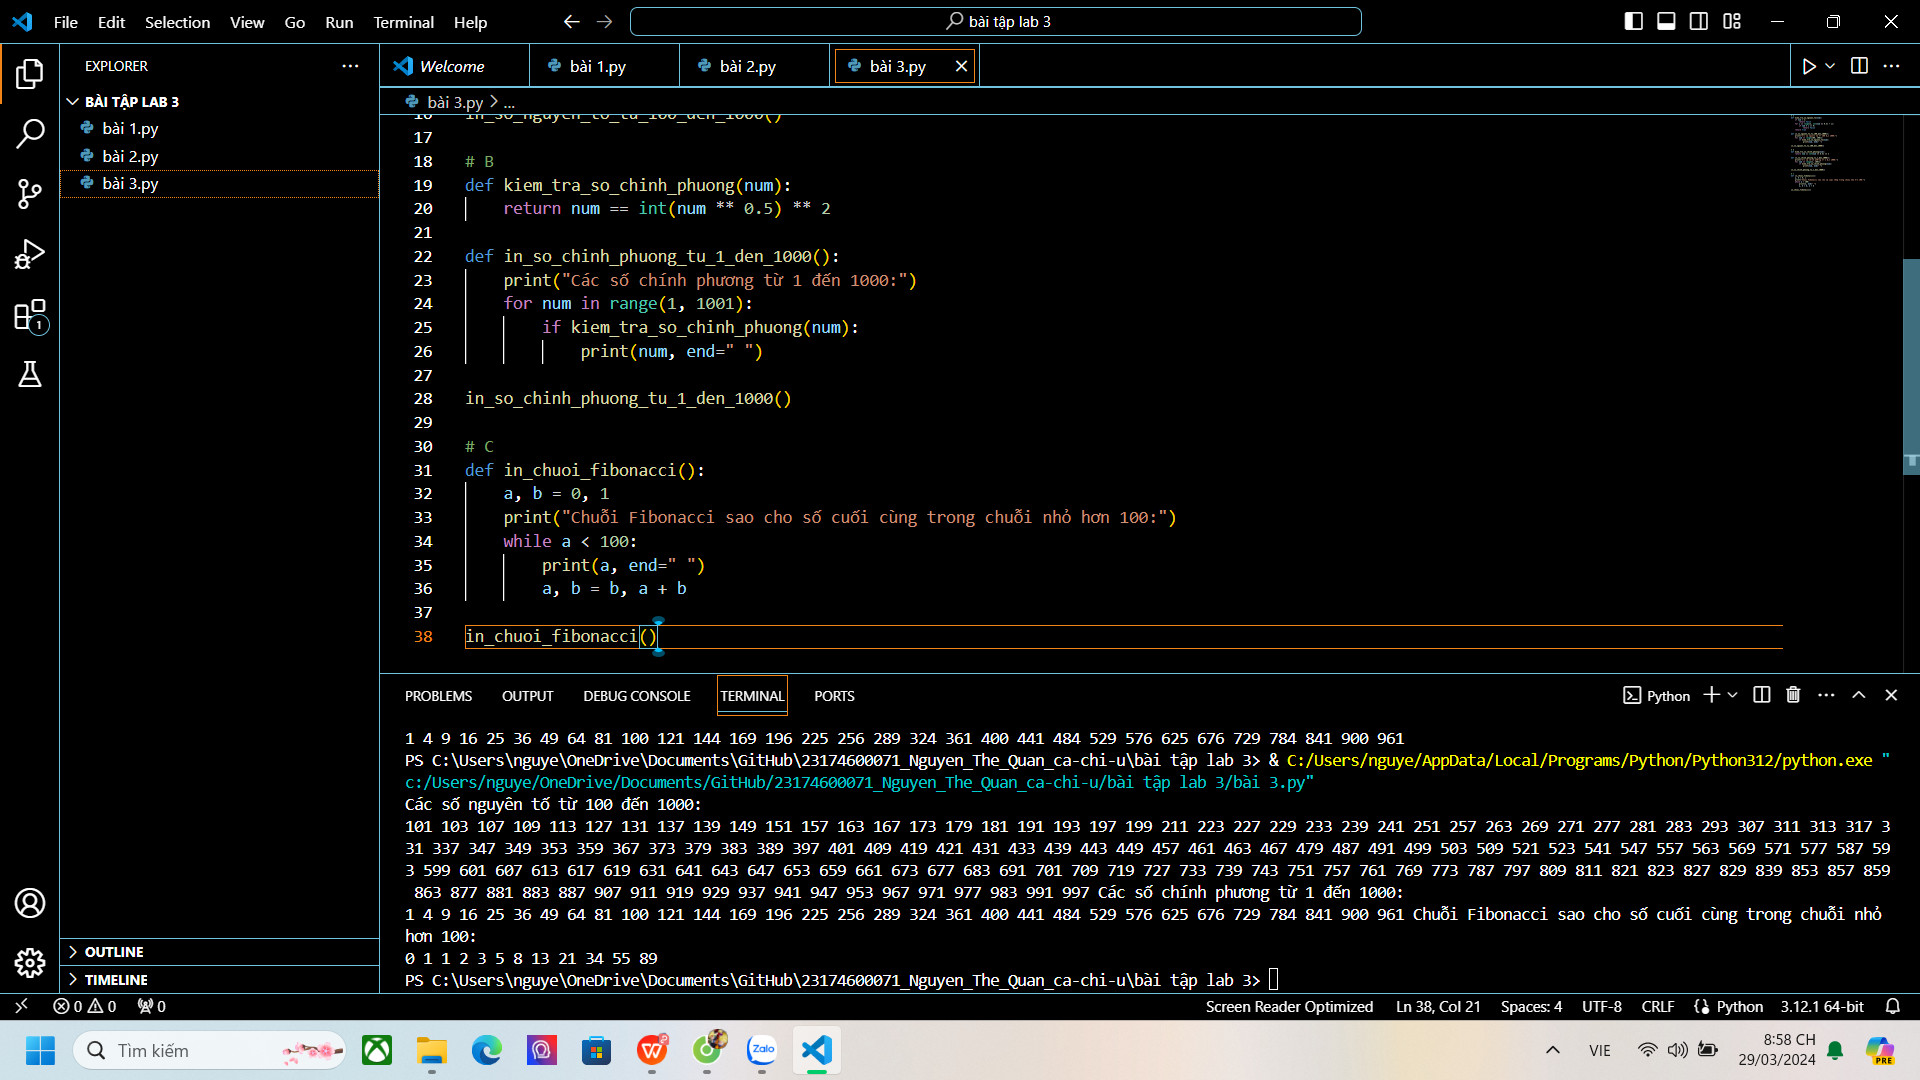 File Edit Selection View Go Run Terminal Help
bài tập lab 3
EXPLORER
BÀI TẬP LAB 3
bài 1.py
bài 2.py
bài 3.py
OUTLINE
TIMELINE
Welcome
bài 1.py
bài 2.py
bài 3.py
bài 3.py > ...
16 in_so_nguyen_to_tu_100_den_1000()
17
18 # B
19 def kiem_tra_so_chinh_phuong(num):
20 return num == int(num ** 0.5) ** 2
21
22 def in_so_chinh_phuong_tu_1_den_1000():
23 print("Các số chính phương từ 1 đến 1000:")
24 for num in range(1, 1001):
25 if kiem_tra_so_chinh_phuong(num):
26 print(num, end=" ")
27
28 in_so_chinh_phuong_tu_1_den_1000()
29
30 # C
31 def in_chuoi_fibonacci():
32 a, b = 0, 1
33 print("Chuỗi Fibonacci sao cho số cuối cùng trong chuỗi nhỏ hơn 100:")
34 while a < 100:
35 print(a, end=" ")
36 a, b = b, a + b
37
38 in_chuoi_fibonacci()
PROBLEMS OUTPUT DEBUG CONSOLE TERMINAL PORTS
Python
1 4 9 16 25 36 49 64 81 100 121 144 169 196 225 256 289 324 361 400 441 484 529 576 625 676 729 784 841 900 961
PS C:\Users\nguye\OneDrive\Documents\GitHub\23174600071_Nguyen_The_Quan_ca-chi-u\bài tập lab 3> & C:/Users/nguye/AppData/Local/Programs/Python/Python312/python.exe "
c:/Users/nguye/OneDrive/Documents/GitHub/23174600071_Nguyen_The_Quan_ca-chi-u/bài tập lab 3/bài 3.py"
Các số nguyên tố từ 100 đến 1000:
101 103 107 109 113 127 131 137 139 149 151 157 163 167 173 179 181 191 193 197 199 211 223 227 229 233 239 241 251 257 263 269 271 277 281 283 293 307 311 313 317 3
31 337 347 349 353 359 367 373 379 383 389 397 401 409 419 421 431 433 439 443 449 457 461 463 467 479 487 491 499 503 509 521 523 541 547 557 563 569 571 577 587 59
3 599 601 607 613 617 619 631 641 643 647 653 659 661 673 677 683 691 701 709 719 727 733 739 743 751 757 761 769 773 787 797 809 811 821 823 827 829 839 853 857 859
863 877 881 883 887 907 911 919 929 937 941 947 953 967 971 977 983 991 997 Các số chính phương từ 1 đến 1000:
1 4 9 16 25 36 49 64 81 100 121 144 169 196 225 256 289 324 361 400 441 484 529 576 625 676 729 784 841 900 961 Chuỗi Fibonacci sao cho số cuối cùng trong chuỗi nhỏ
hơn 100:
0 1 1 2 3 5 8 13 21 34 55 89
PS C:\Users\nguye\OneDrive\Documents\GitHub\23174600071_Nguyen_The_Quan_ca-chi-u\bài tập lab 3>
0 0 0 Screen Reader Optimized Ln 38, Col 21 Spaces: 4 UTF-8 CRLF Python 3.12.1 64-bit
Tìm kiếm
Zalo
VIE
8:58 CH
29/03/2024
PRE
1